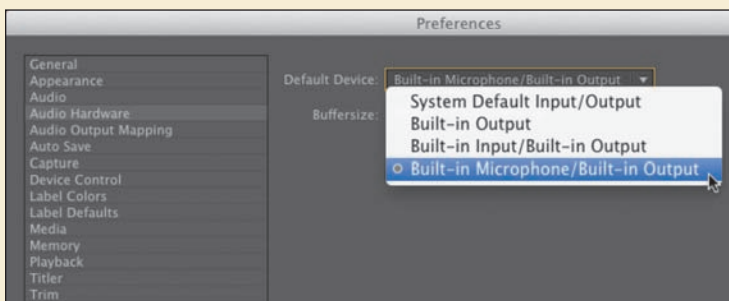 Preferences
General
Appearance
Audio
Audio Hardware
Audio Output Mapping
Auto Save
Capture
Device Control
Label Colors
Label Defaults
Media
Memory
Playback
Titler
Trim
Default Device: Built-in Microphone/Built-in Output
Buffersize:
System Default Input/Output
Built-in Output
Built-in Input/Built-in Output
Built-in Microphone/Built-in Output